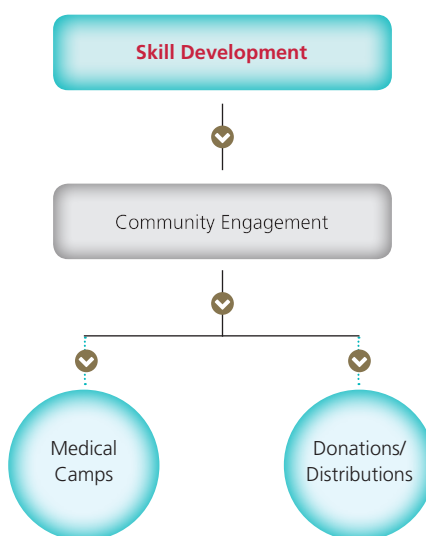 Skill Development
Community Engagement
Medical
Camps
Donations/
Distributions